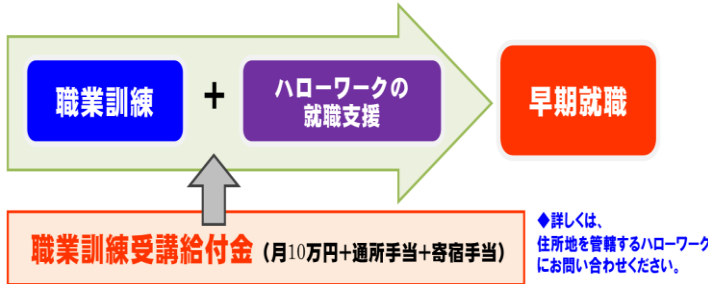 職業訓練
+
ハローワークの
就職支援
早期就職
職業訓練受講給付金 (月10万円+通所手当+寄宿手当)
◆詳しくは、
住所地を管轄するハローワーク
にお問い合わせください。